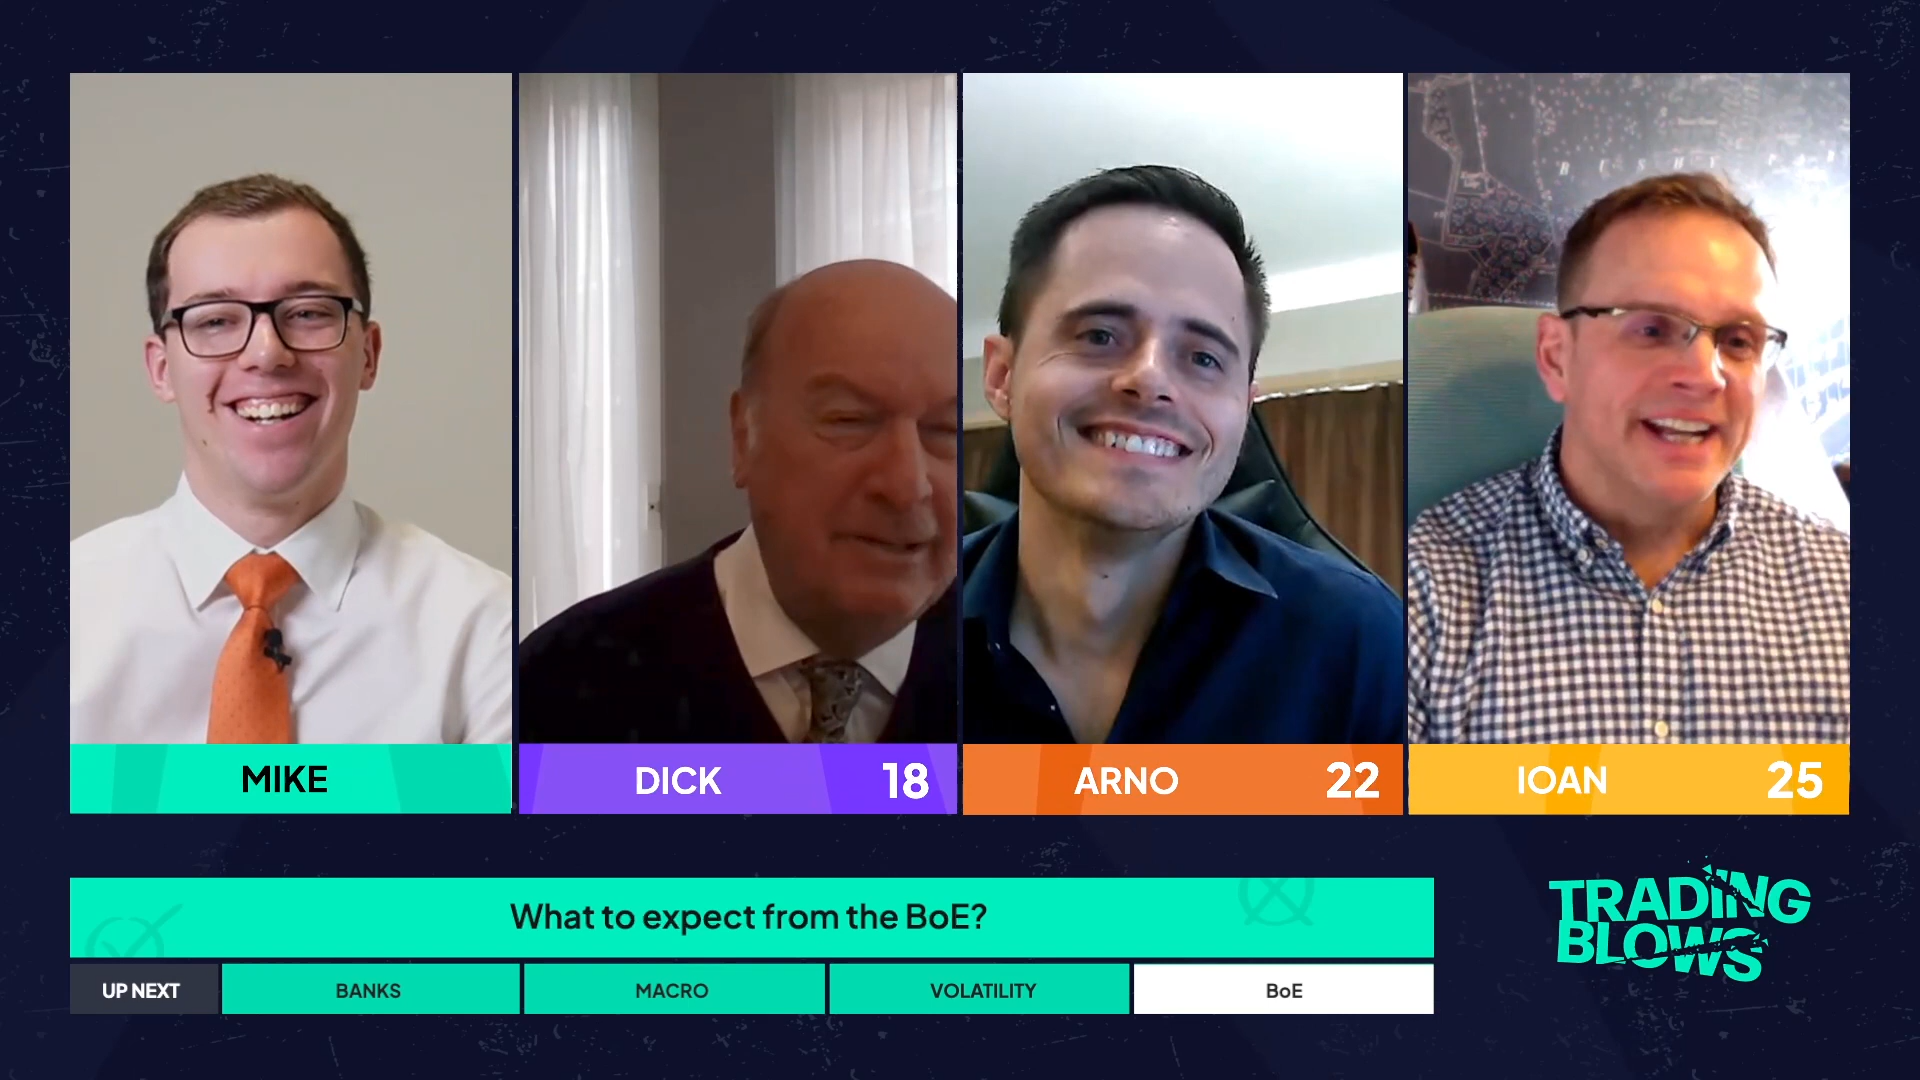 BUSHY P
MIKE
DICK 18
ARNO 22
IOAN 25
What to expect from the BoE?
UP NEXT BANKS MACRO VOLATILITY BoE
TRADING
BLOWS